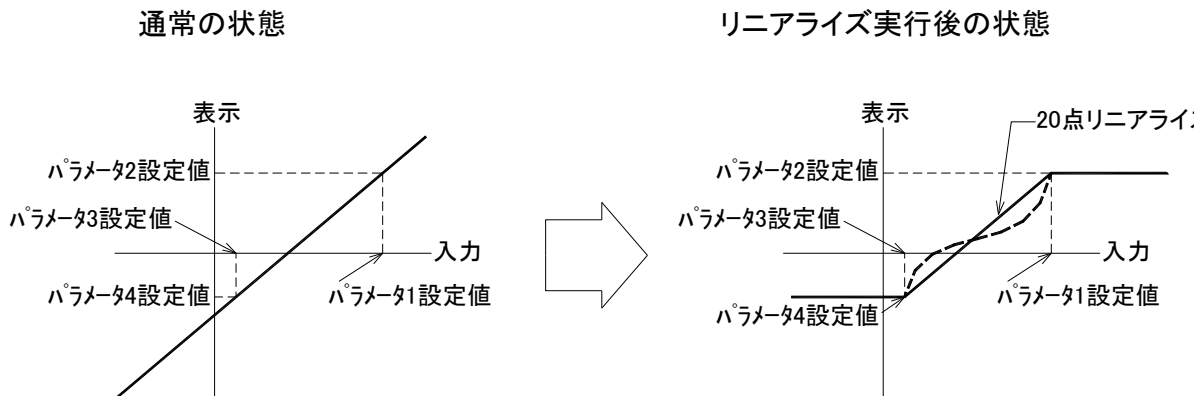 通常の状態
表示
パラメータ2設定値
パラメータ3設定値
入力
パラメータ4設定値
パラメータ1設定値
リニアライズ実行後の状態
表示
20点リニアライズ
パラメータ2設定値
パラメータ3設定値
入力
パラメータ1設定値
パラメータ4設定値